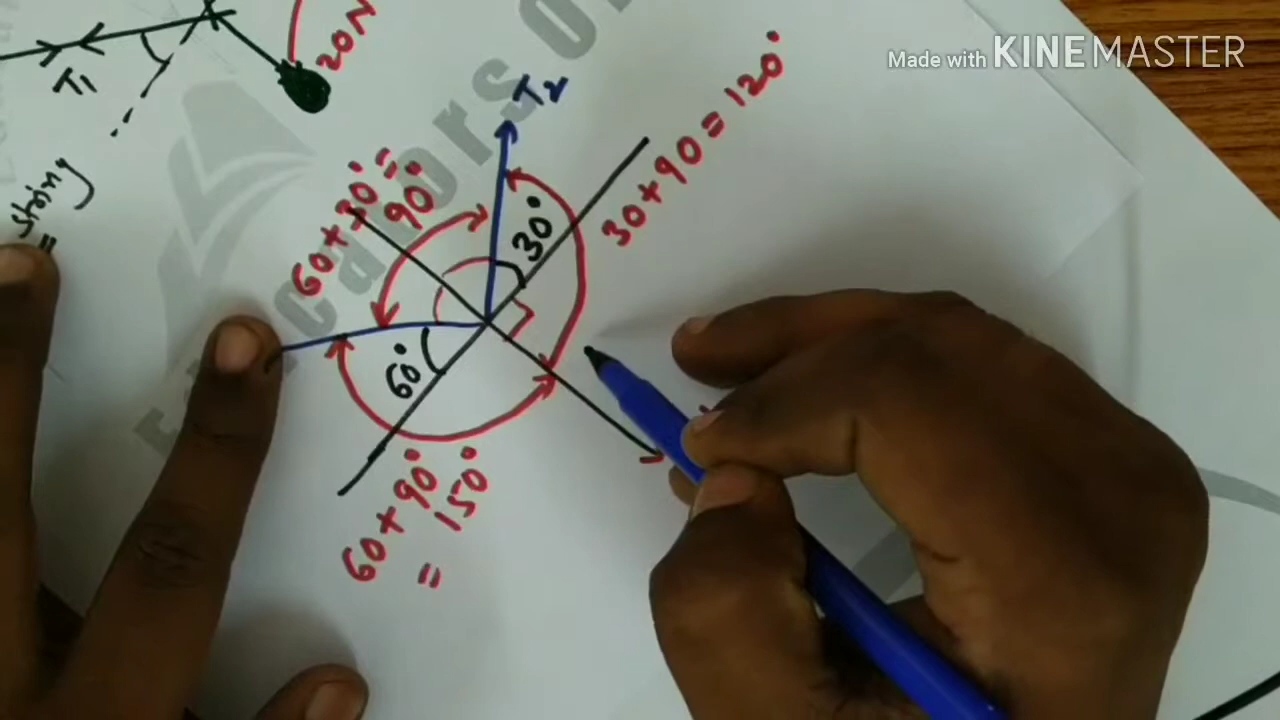 Made with KINEMASTER
20N
T1
string
=
T2
30+90=120°
60+30°=
90°
30°
60°
60+90°
= 150°